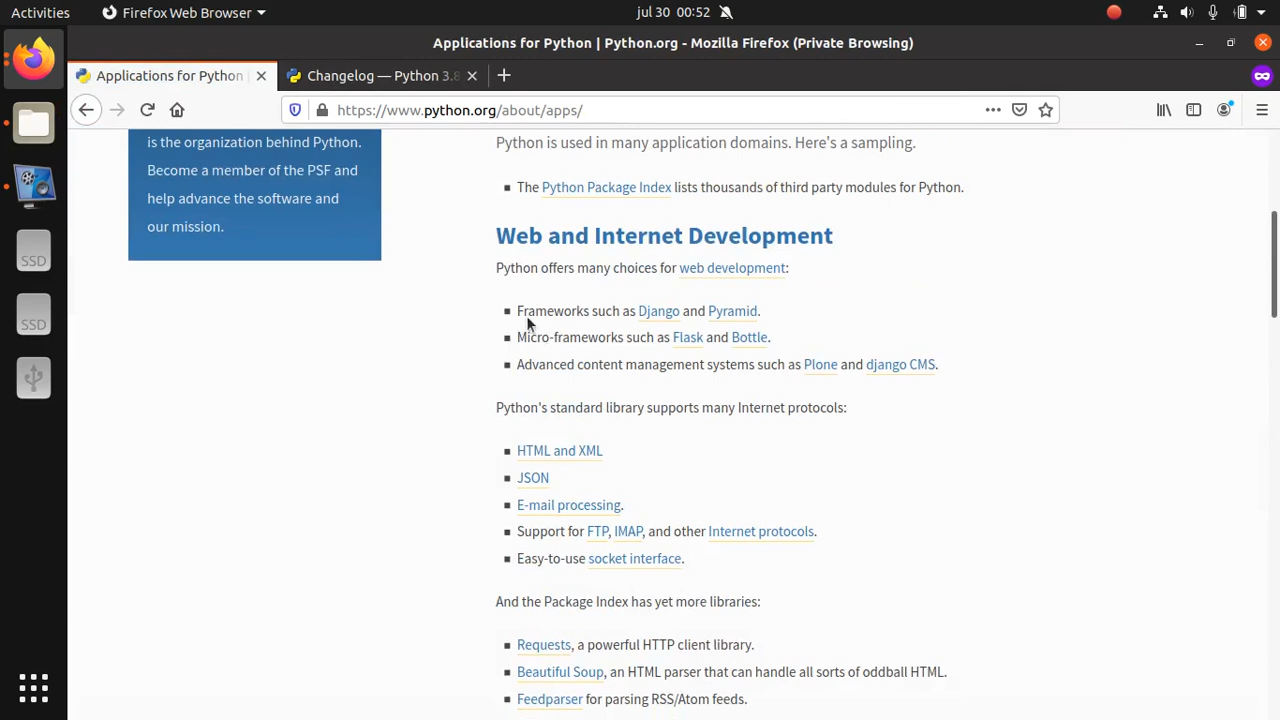 Activities Firefox Web Browser jul 30 00:52
Applications for Python | Python.org - Mozilla Firefox (Private Browsing)
Applications for Python Changelog — Python 3.8
https://www.python.org/about/apps/
is the organization behind Python.
Become a member of the PSF and
help advance the software and
our mission.
SSD
SSD
Python is used in many application domains. Here's a sampling.
The Python Package Index lists thousands of third party modules for Python.
Web and Internet Development
Python offers many choices for web development:
Frameworks such as Django and Pyramid.
Micro-frameworks such as Flask and Bottle.
Advanced content management systems such as Plone and django CMS.
Python's standard library supports many Internet protocols:
HTML and XML
JSON
E-mail processing.
Support for FTP, IMAP, and other Internet protocols.
Easy-to-use socket interface.
And the Package Index has yet more libraries:
Requests, a powerful HTTP client library.
Beautiful Soup, an HTML parser that can handle all sorts of oddball HTML.
Feedparser for parsing RSS/Atom feeds.